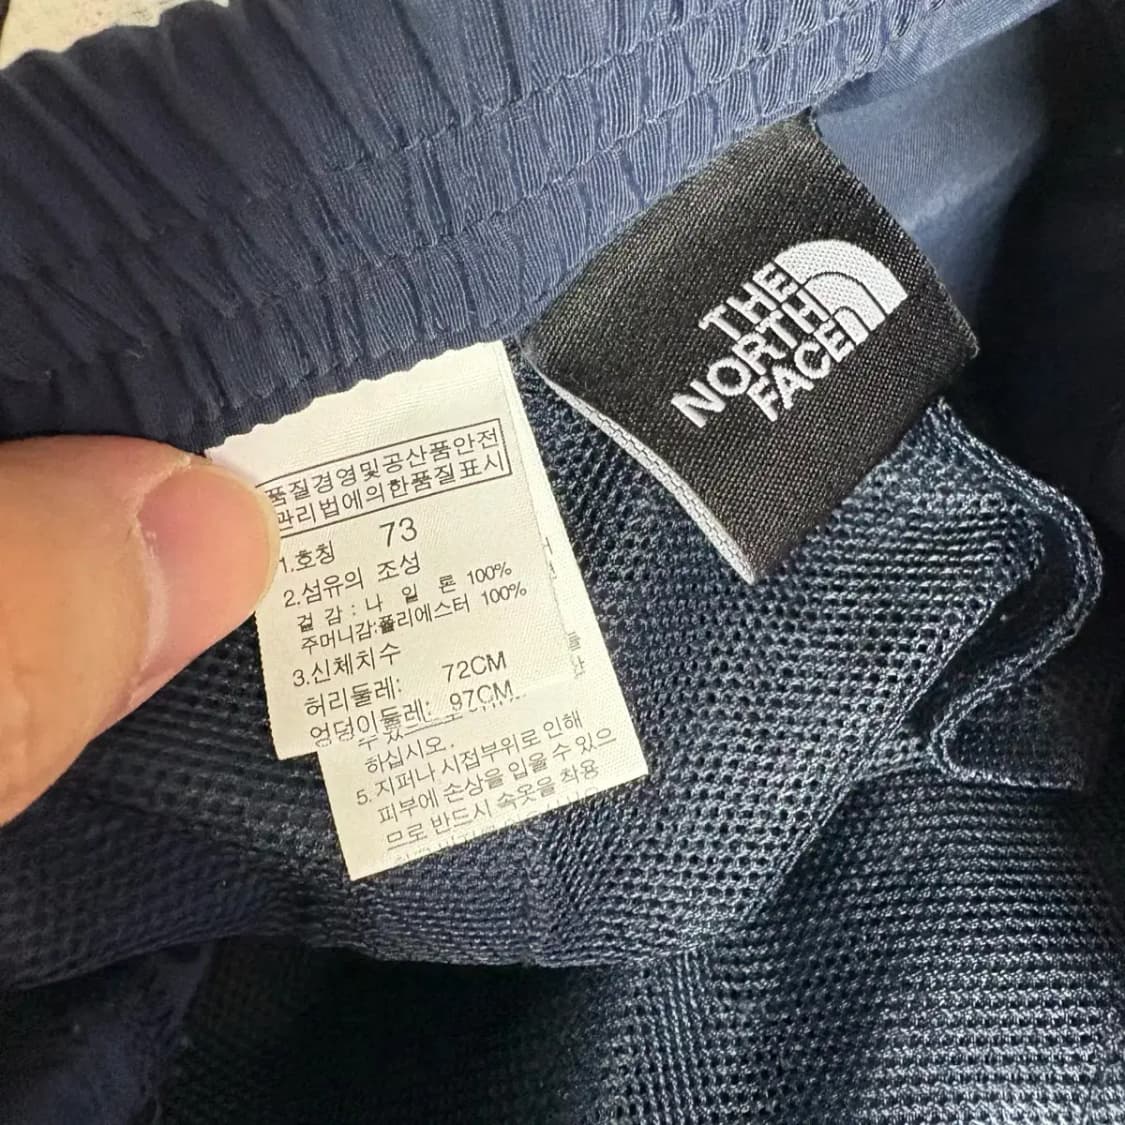 THE
NORTH
FACE
품질경영및공산품안전
관리법에의한품질표시
1.호칭 73
2.섬유의 조성
겉 감 : 나 일 론 100%
주머니감:폴리에스터 100%
3.신체치수
허리둘레: 72CM
엉덩이둘레: 97CM
하십시오.
5. 지퍼나 시접부위로 인해
피부에 손상을 입을 수 있으
므로 반드시 속옷을 착용